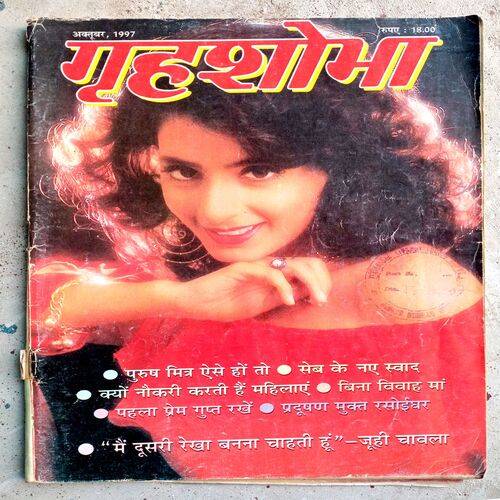 अक्तूबर, 1997
रुपए : 18.00
गृहशोभा
पुरुष मित्र ऐसे हों तो सेब के नए स्वाद
क्यों नौकरी करती हैं महिलाएं बिना विवाह मां
पहला प्रेम गुप्त रखें प्रदूषण मुक्त रसोईघर
“मैं दूसरी रेखा बनना चाहती हूं”–जूही चावला